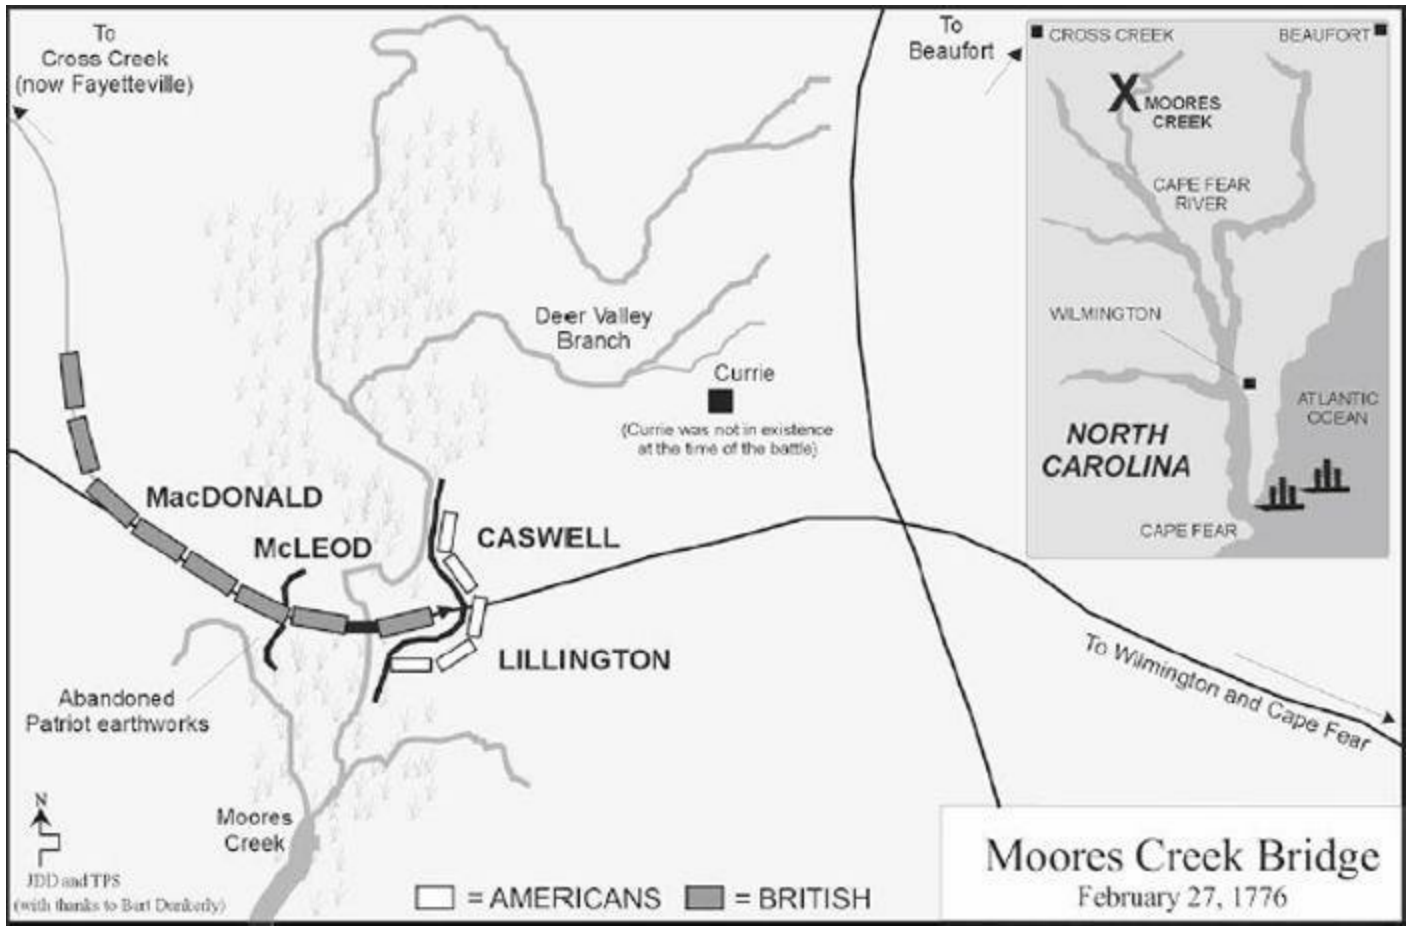 To
Cross Creek
(now Fayetteville)
To
Beaufort
CROSS CREEK
BEAUFORT
X
MOORES
CREEK
CAPE FEAR
RIVER
WILMINGTON
ATLANTIC
OCEAN
NORTH
CAROLINA
CAPE FEAR
Deer Valley
Branch
Currie
(Currie was not in existence
at the time of the battle)
MacDONALD
McLEOD
CASWELL
LILLINGTON
To Wilmington and Cape Fear
Abandoned
Patriot earthworks
Moores
Creek
N
JDD and TPS
(with thanks to Bert Dunkerly)
= AMERICANS
= BRITISH
Moores Creek Bridge
February 27, 1776